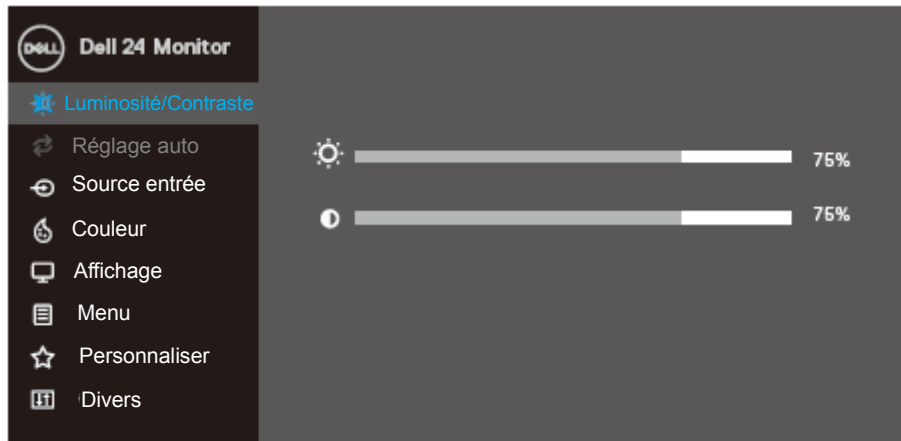 DELL Dell 24 Monitor
Luminosité/Contraste
Réglage auto
75%
Source entrée
75%
Couleur
Affichage
Menu
Personnaliser
Divers